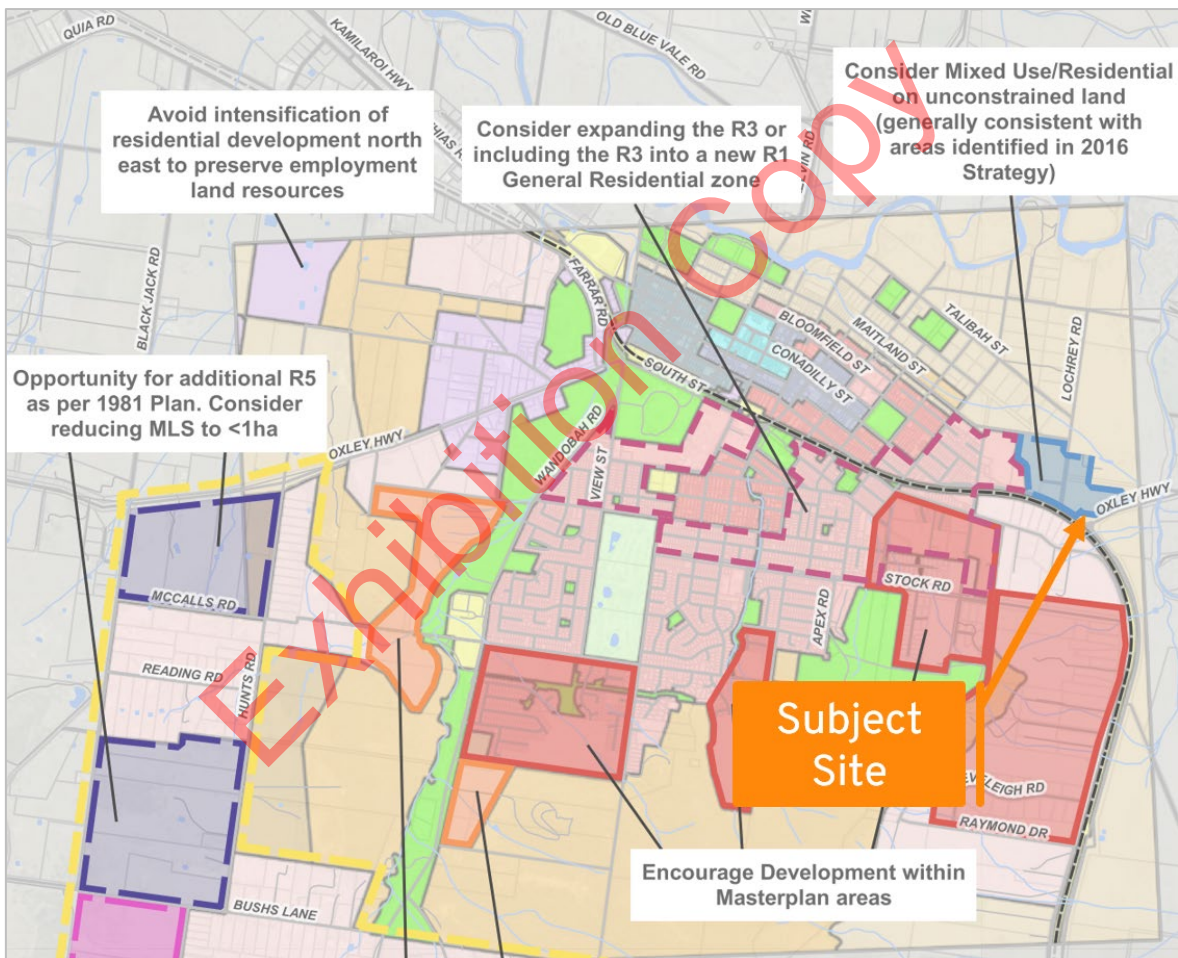 QUIA RD
KAMILAROI HWY
OLD BLUE VALE RD
Avoid intensification of
residential development north
east to preserve employment
land resources
Consider expanding the R3 or
including the R3 into a new R1
General Residential zone
Consider Mixed Use/Residential
on unconstrained land
(generally consistent with
areas identified in 2016
Strategy)
BLACK JACK RD
FARRAR RD
SOUTH ST
BLOOMFIELD ST
MAITLAND ST
TALIBAH ST
CONADILLY ST
LOCHREY RD
Opportunity for additional R5
as per 1981 Plan. Consider
reducing MLS to <1ha
OXLEY HWY
WANDOBAH RD
VIEW ST
OXLEY HWY
STOCK RD
MCCALLS RD
APEX RD
READING RD
HUNTS RD
Subject
Site
RAYMOND DR
Encourage Development within
Masterplan areas
BUSHS LANE
Exhibition copy